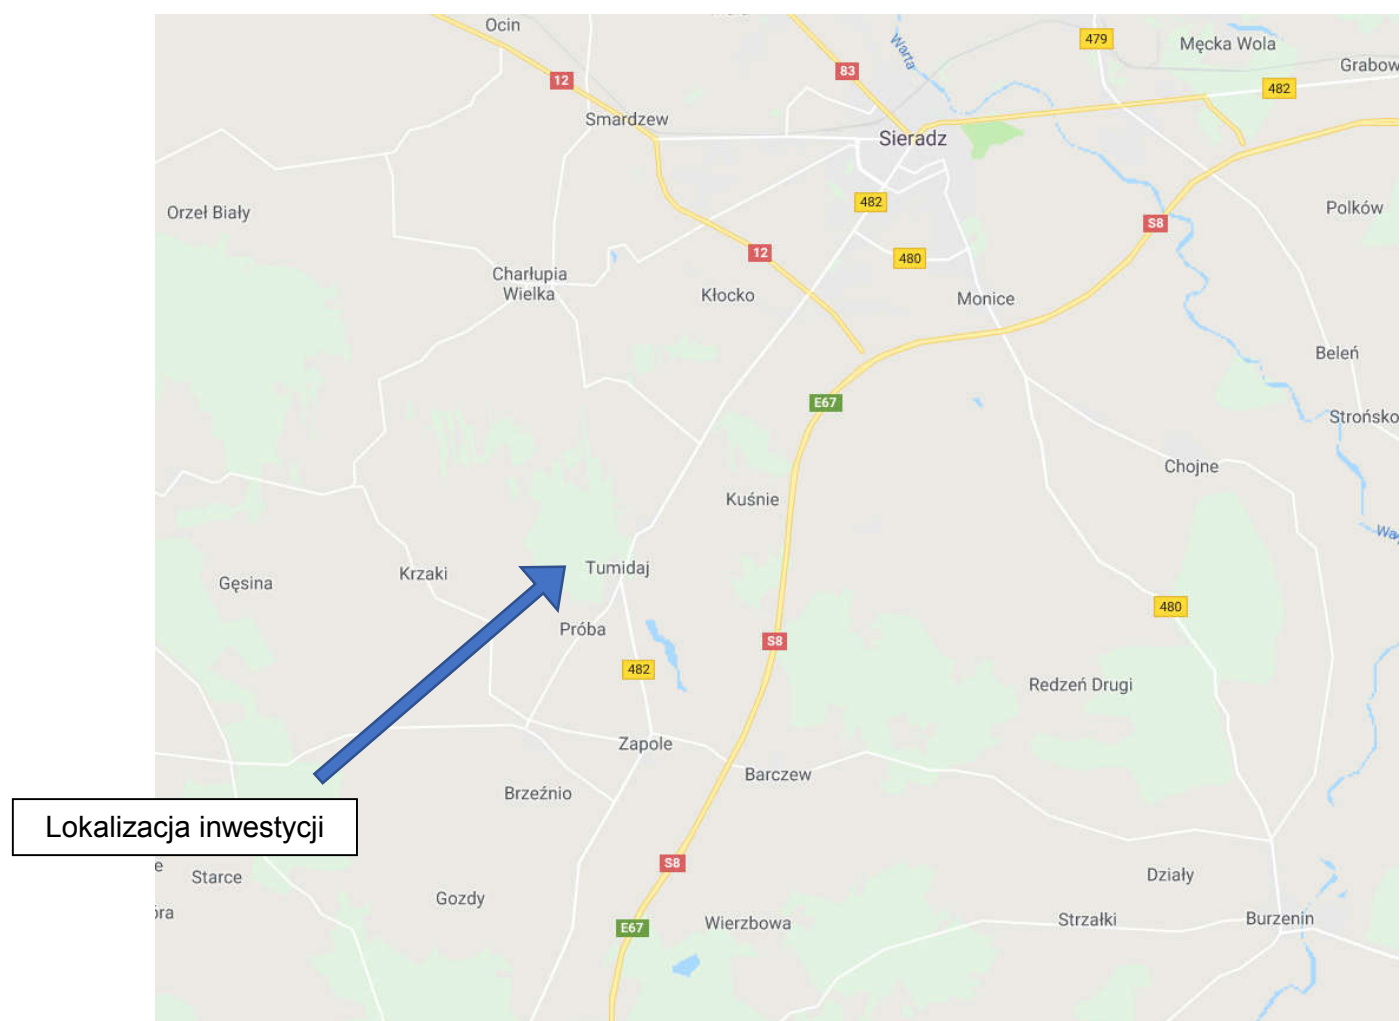 Ocin
479
Męcka Wola
Warta
Grabow
83
12
482
Smardzew
Sieradz
482
Orzeł Biały
Polków
S8
12
480
Charłupia
Wielka
Kłocko
Monice
Beleń
E67
Strońsko
Chojne
Kuśnie
Tumidaj
Krzaki
Gęsina
480
Próba
S8
482
Redzeń Drugi
Zapole
Barczew
Brzeźnio
Lokalizacja inwestycji
e
S8
Starce
Działy
Gozdy
óra
Strzałki
Burzenin
Wierzbowa
E67